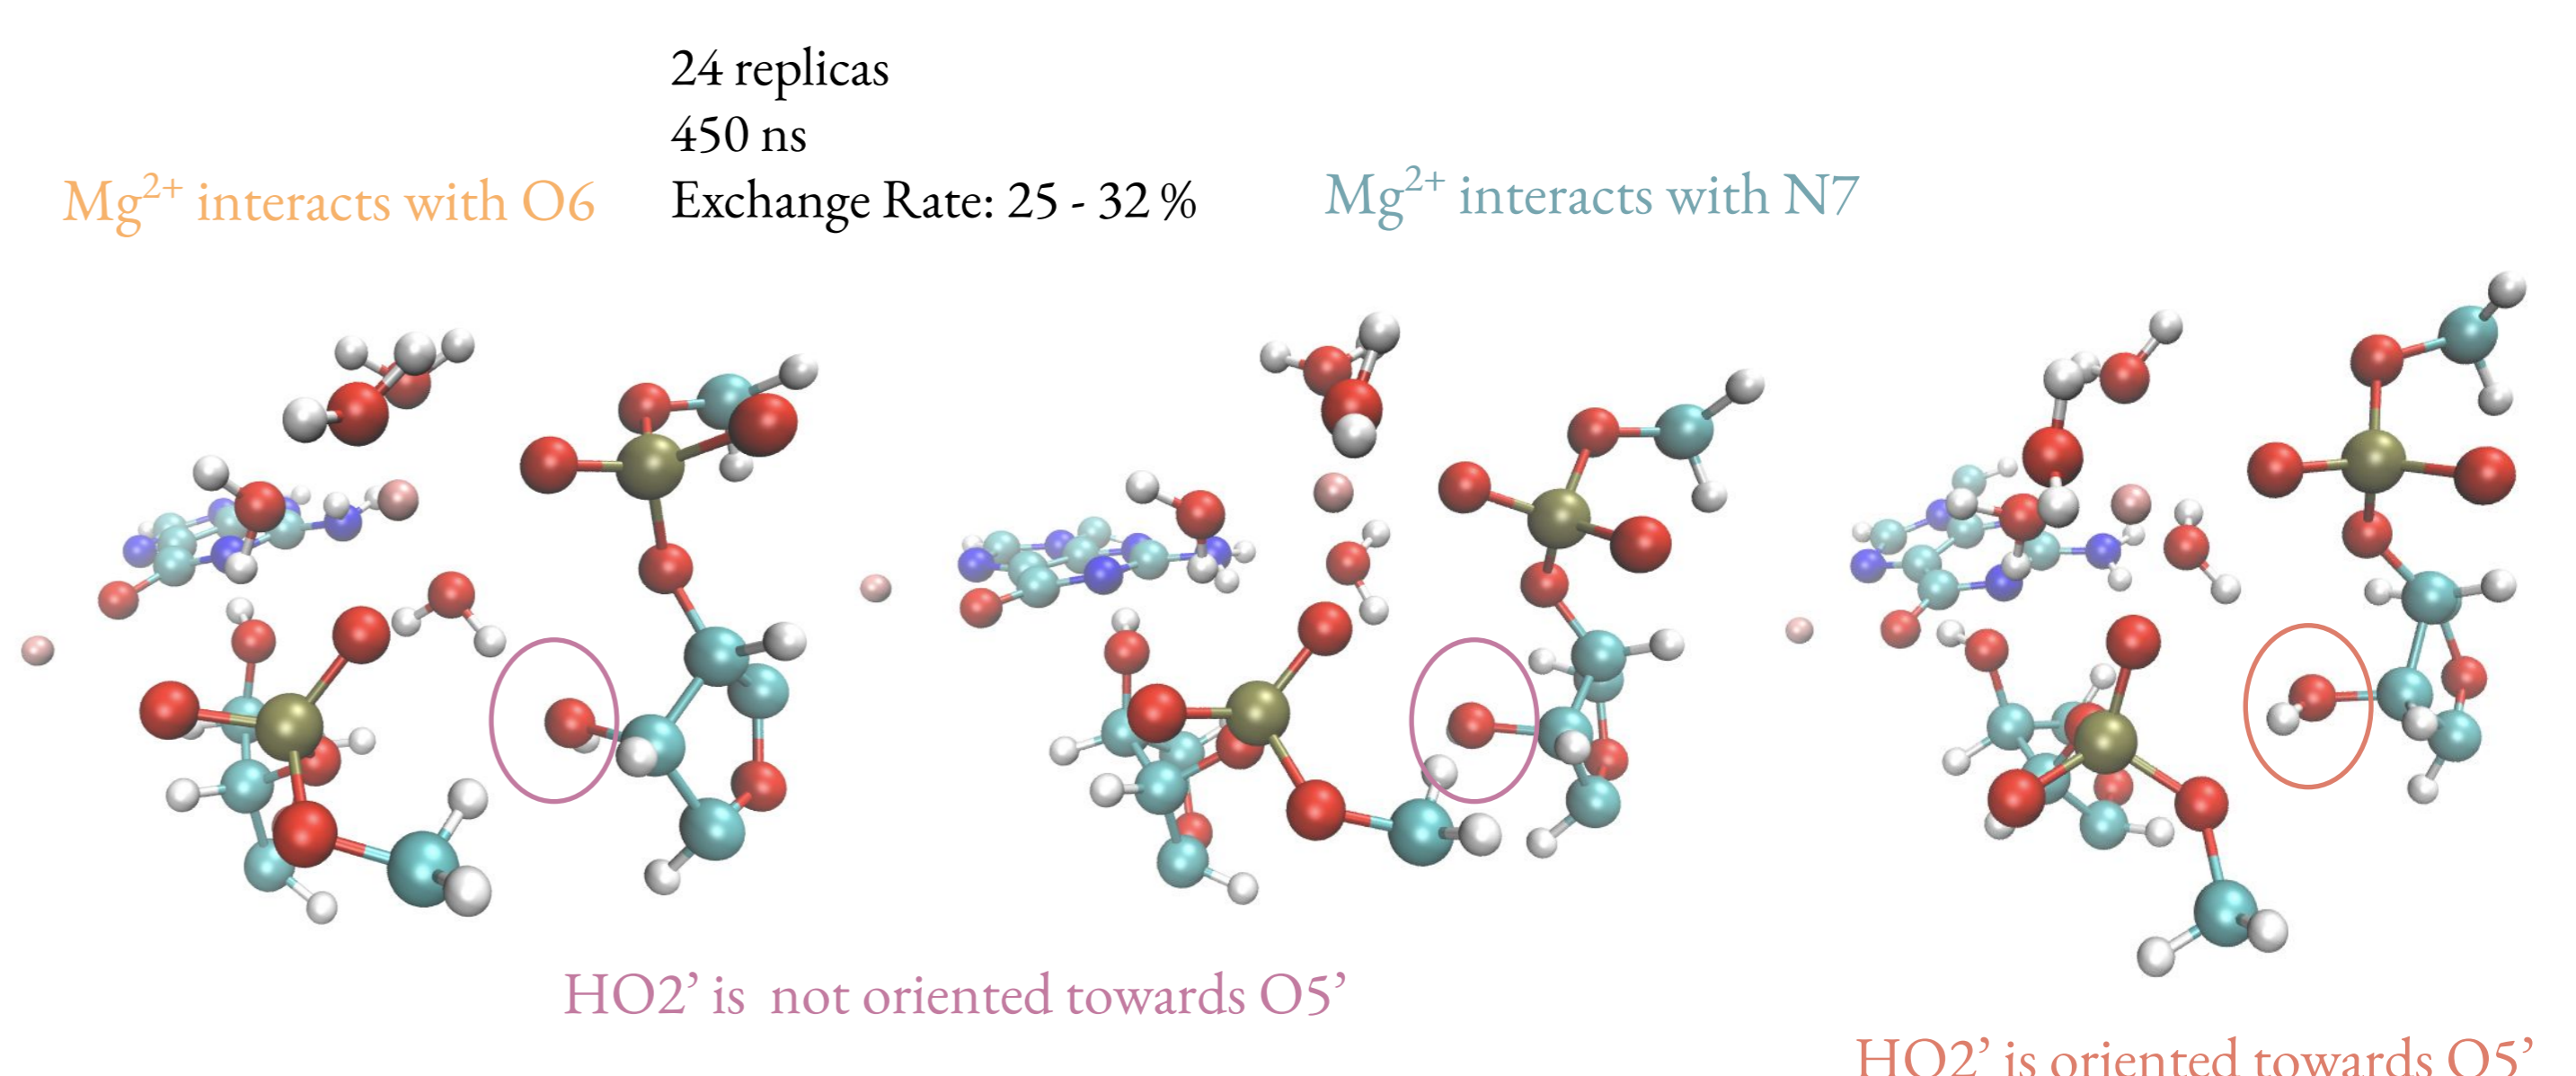 24 replicas
450 ns
Mg²⁺ interacts with O6
Exchange Rate: 25 - 32 %
Mg²⁺ interacts with N7
HO2’ is  not oriented towards O5’
HO2’ is oriented towards O5’